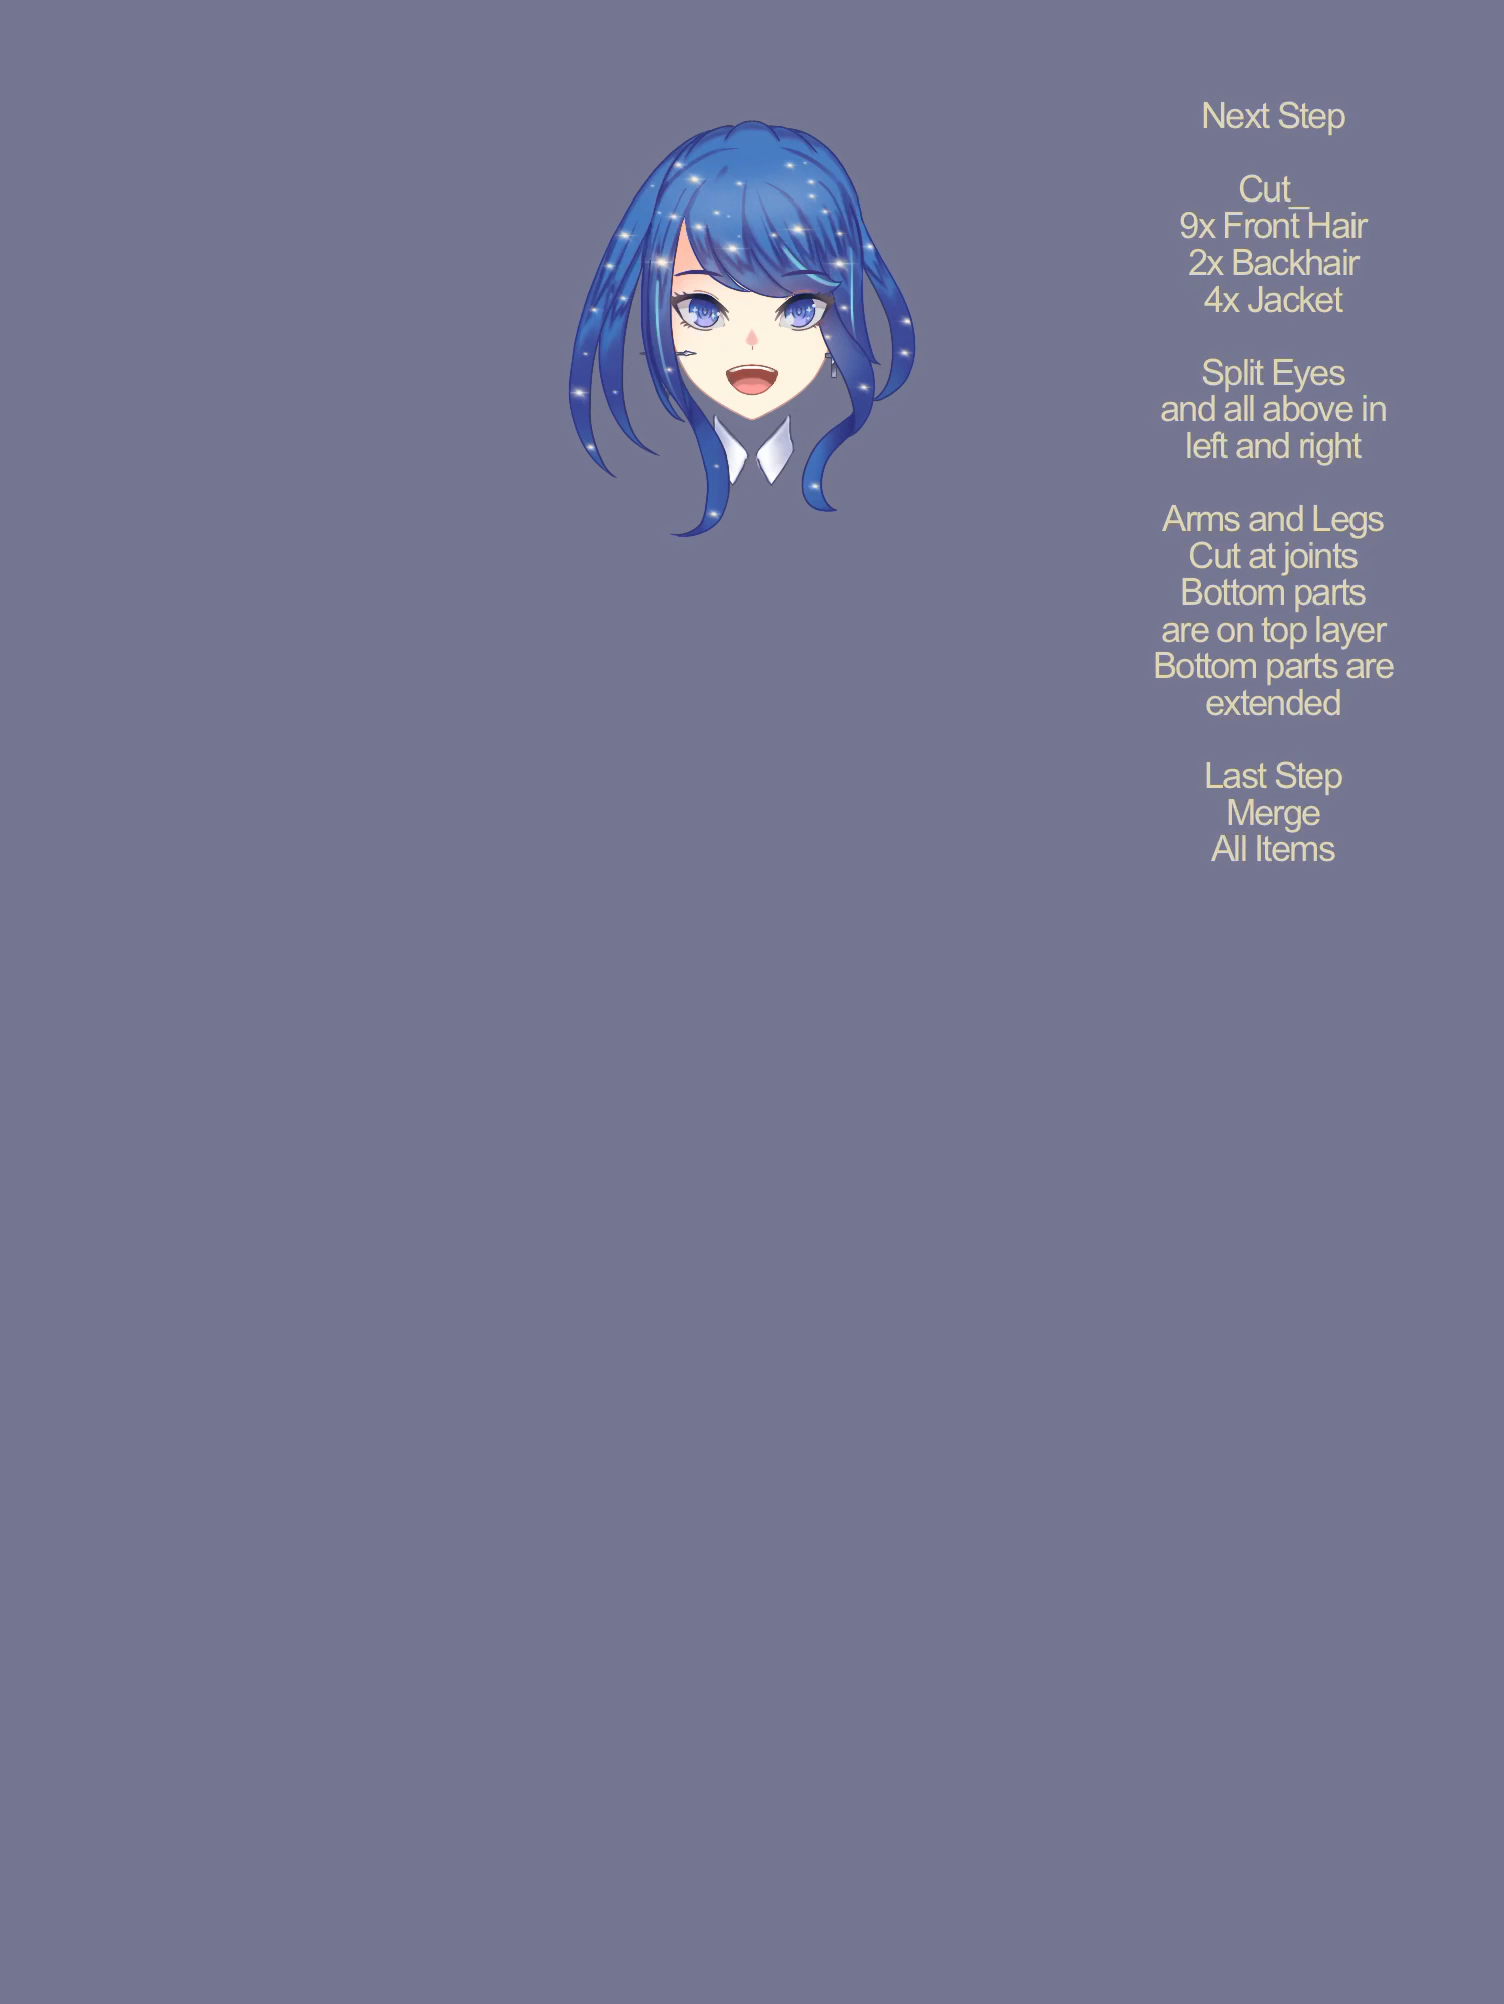 Next Step
Cut_
9x Front Hair
2x Backhair
4x Jacket
Split Eyes
and all above in
left and right
Arms and Legs
Cut at joints
Bottom parts
are on top layer
Bottom parts are
extended
Last Step
Merge
All Items